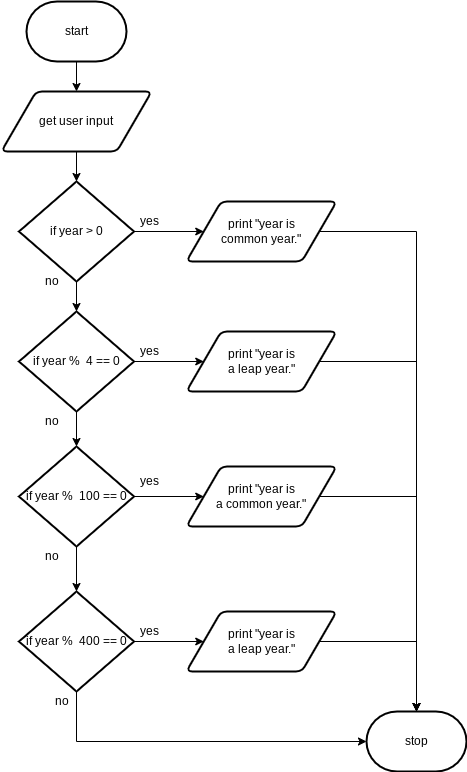 start
get user input
if year > 0
yes
print "year is
common year."
no
if year %  4 == 0
yes
print "year is
a leap year."
no
if year %  100 == 0
yes
print "year is
a common year."
no
if year %  400 == 0
yes
print "year is
a leap year."
no
stop